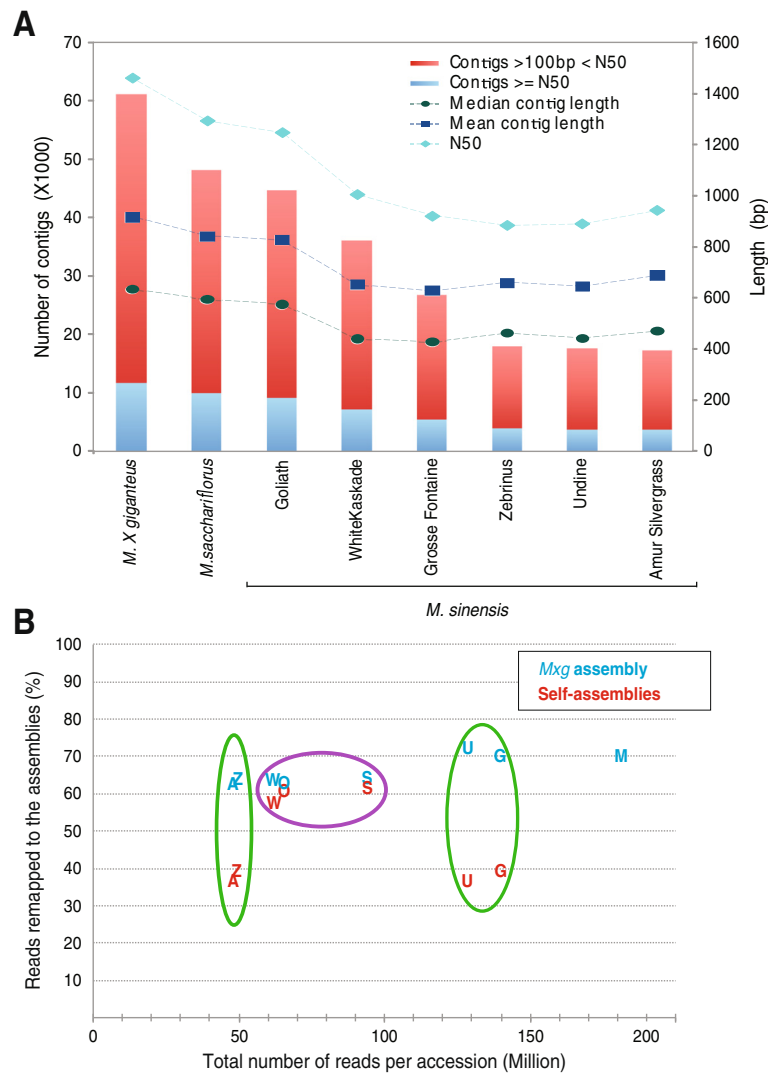 A
70
60
50
40
30
20
10
0
Number of contigs (X1000)
1600
1400
1200
1000
800
600
400
200
0
Length (bp)
Contigs >100bp < N50
Contigs >= N50
Median contig length
Mean contig length
N50
M. X giganteus
M.sacchariflorus
Goliath
WhiteKaskade
Grosse Fontaine
Zebrinus
Undine
Amur Silvergrass
M. sinensis
B
100
90
80
70
60
50
40
30
20
10
Reads remapped to the assemblies (%)
Mxg assembly
Self-assemblies
U
G
M
Z
A
W
O
S
W
O
S
Z
A
U
G
0
50
100
150
200
Total number of reads per accession (Million)